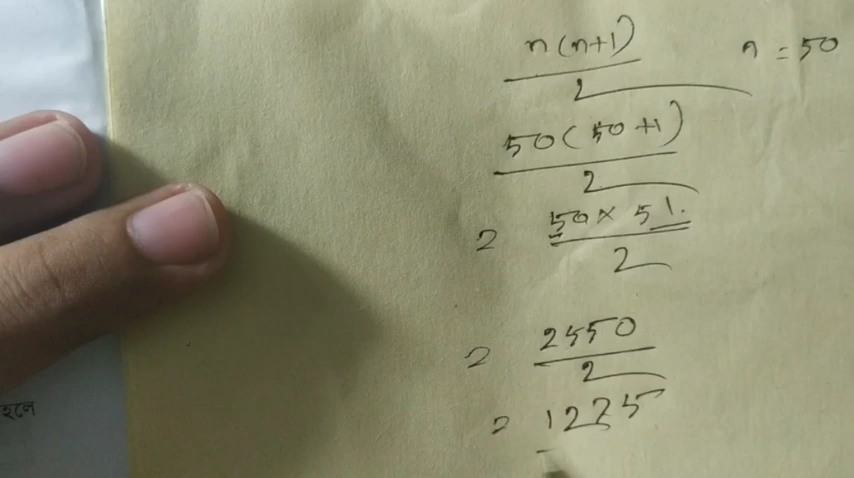 n(n+1)
n = 50
2
50(50+1)
2
= 50×51.
2
= 2550
2
= 1275
হলে